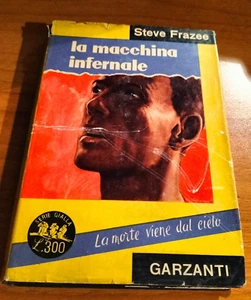 Steve Frazee
la macchina
infernale
SERIE GIALLA
L.300
La morte viene dal cielo
GARZANTI